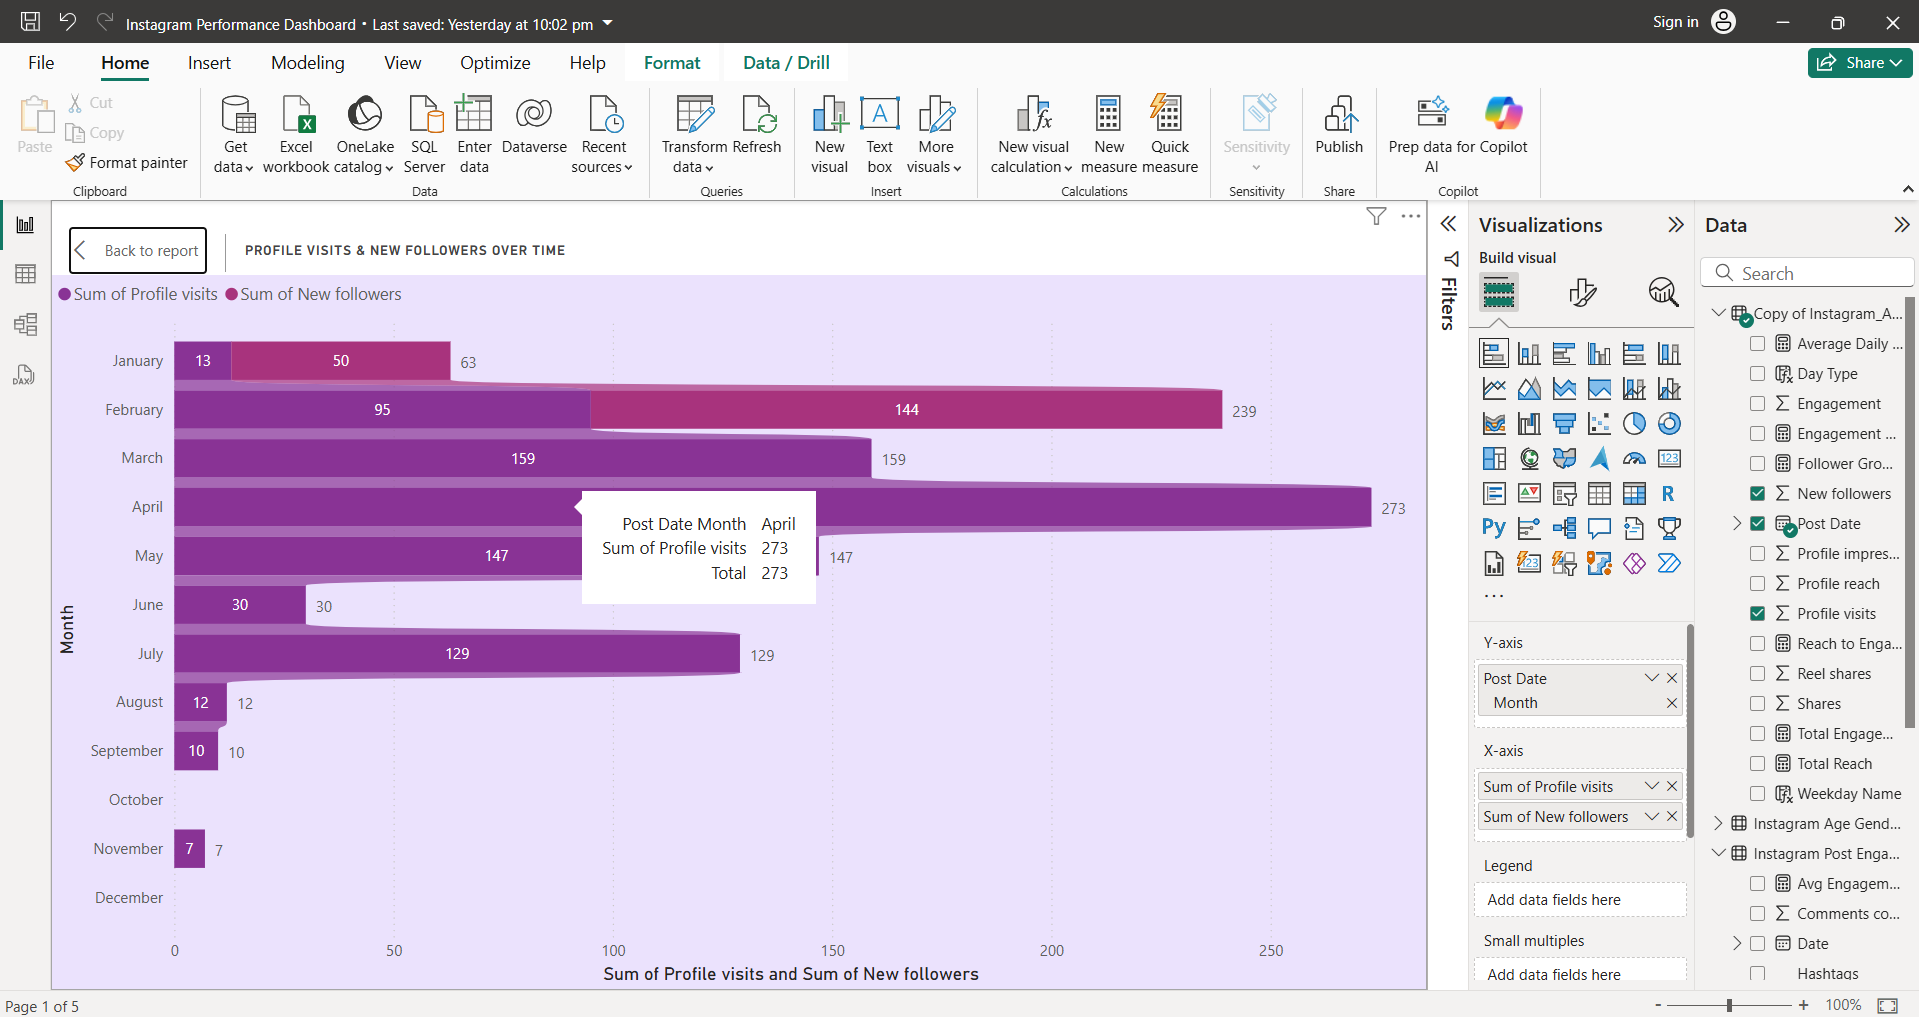 Instagram Performance Dashboard • Last saved: Yesterday at 10:02 pm
Sign in
File Home Insert Modeling View Optimize Help Format Data / Drill
Share
Paste
Cut
Copy
Format painter
Clipboard
Get data
Excel workbook
OneLake catalog
SQL Server
Enter data
Dataverse
Recent sources
Data
Transform data
Refresh
Queries
New visual
Text box
More visuals
Insert
New visual calculation
New measure
Quick measure
Calculations
Sensitivity
Sensitivity
Publish
Share
Prep data for AI
Copilot
Copilot
Back to report
PROFILE VISITS & NEW FOLLOWERS OVER TIME
Sum of Profile visits Sum of New followers
Month
January 13 50 63
February 95 144 239
March 159 159
April 273
May 147 147
June 30 30
July 129 129
August 12 12
September 10 10
October
November 7 7
December
Post Date Month April
Sum of Profile visits 273
Total 273
0 50 100 150 200 250
Sum of Profile visits and Sum of New followers
Filters
Visualizations
Build visual
123
R
Py
123
...
Y-axis
Post Date
Month
X-axis
Sum of Profile visits
Sum of New followers
Legend
Add data fields here
Small multiples
Add data fields here
Data
Search
Copy of Instagram_A...
Average Daily ...
Day Type
Engagement
Engagement ...
Follower Gro...
New followers
Post Date
Profile impres...
Profile reach
Profile visits
Reach to Enga...
Reel shares
Shares
Total Engage...
Total Reach
Weekday Name
Instagram Age Gend...
Instagram Post Enga...
Avg Engagem...
Comments co...
Date
Hashtags
DAX
Page 1 of 5
- + 100%